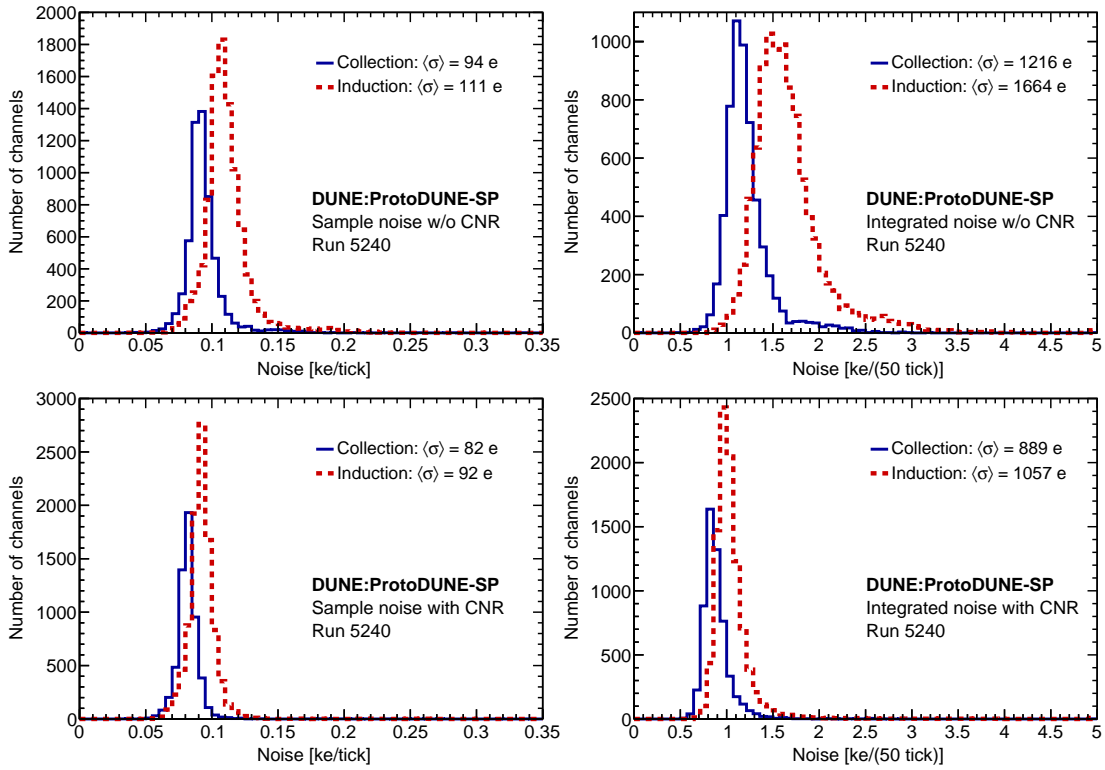 2000
1800
1600
1400
1200
1000
800
600
400
200
0
Number of channels
Collection: ⟨σ⟩ = 94 e
Induction: ⟨σ⟩ = 111 e
DUNE:ProtoDUNE-SP
Sample noise w/o CNR
Run 5240
0 0.05 0.1 0.15 0.2 0.25 0.3 0.35
Noise [ke/tick]
1000
800
600
400
200
0
Number of channels
Collection: ⟨σ⟩ = 1216 e
Induction: ⟨σ⟩ = 1664 e
DUNE:ProtoDUNE-SP
Integrated noise w/o CNR
Run 5240
0 0.5 1 1.5 2 2.5 3 3.5 4 4.5 5
Noise [ke/(50 tick)]
3000
2500
2000
1500
1000
500
0
Number of channels
Collection: ⟨σ⟩ = 82 e
Induction: ⟨σ⟩ = 92 e
DUNE:ProtoDUNE-SP
Sample noise with CNR
Run 5240
0 0.05 0.1 0.15 0.2 0.25 0.3 0.35
Noise [ke/tick]
2500
2000
1500
1000
500
0
Number of channels
Collection: ⟨σ⟩ = 889 e
Induction: ⟨σ⟩ = 1057 e
DUNE:ProtoDUNE-SP
Integrated noise with CNR
Run 5240
0 0.5 1 1.5 2 2.5 3 3.5 4 4.5 5
Noise [ke/(50 tick)]